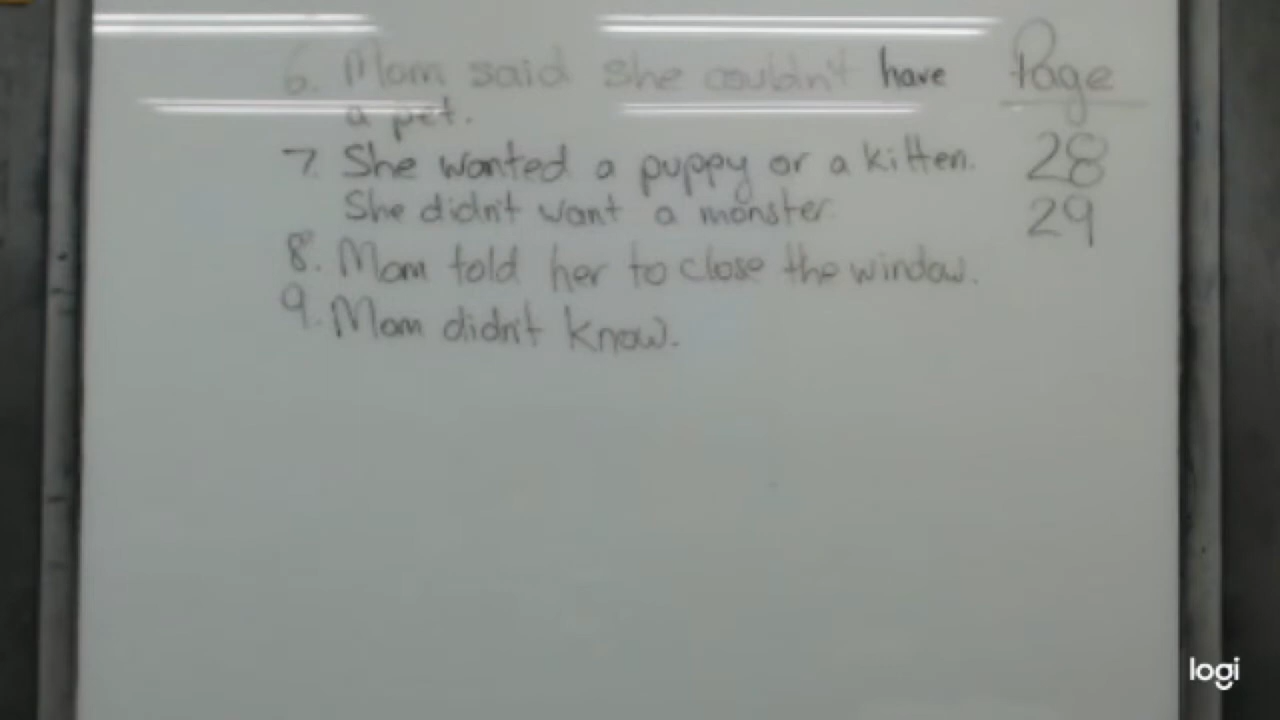 6. Mom said she couldn't have
a pet.
7. She wanted a puppy or a kitten.
She didn't want a monster.
8. Mom told her to close the window.
9. Mom didn't know.
Page
28
29
logi